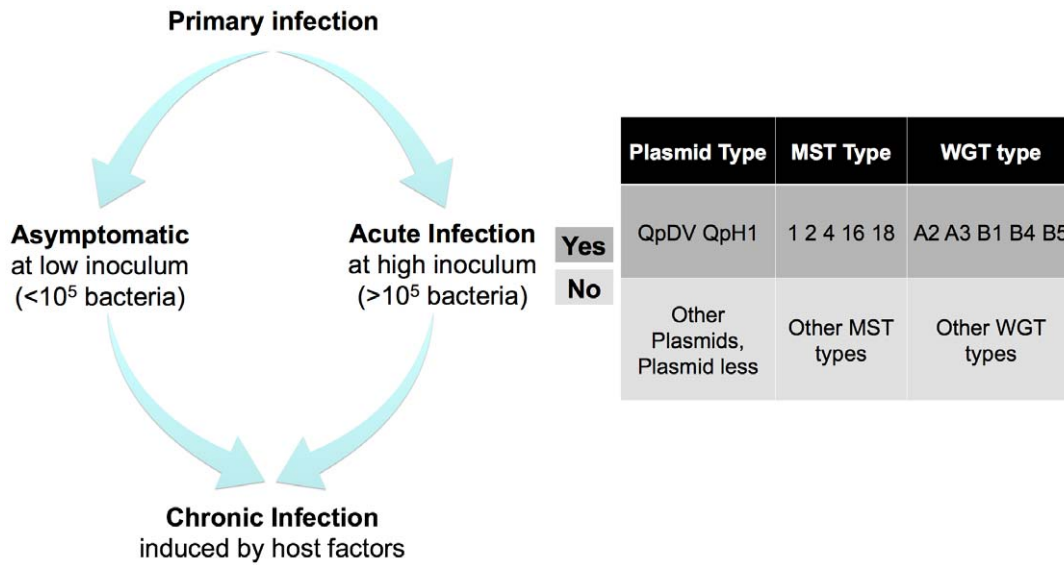 Primary infection
Asymptomatic
at low inoculum
(<10⁵ bacteria)
Acute Infection
at high inoculum
(>10⁵ bacteria)
Chronic Infection
induced by host factors
Plasmid Type MST Type WGT type
Yes QpDV QpH1 1 2 4 16 18 A2 A3 B1 B4 B5
No
Other
Plasmids,
Plasmid less
Other MST
types
Other WGT
types